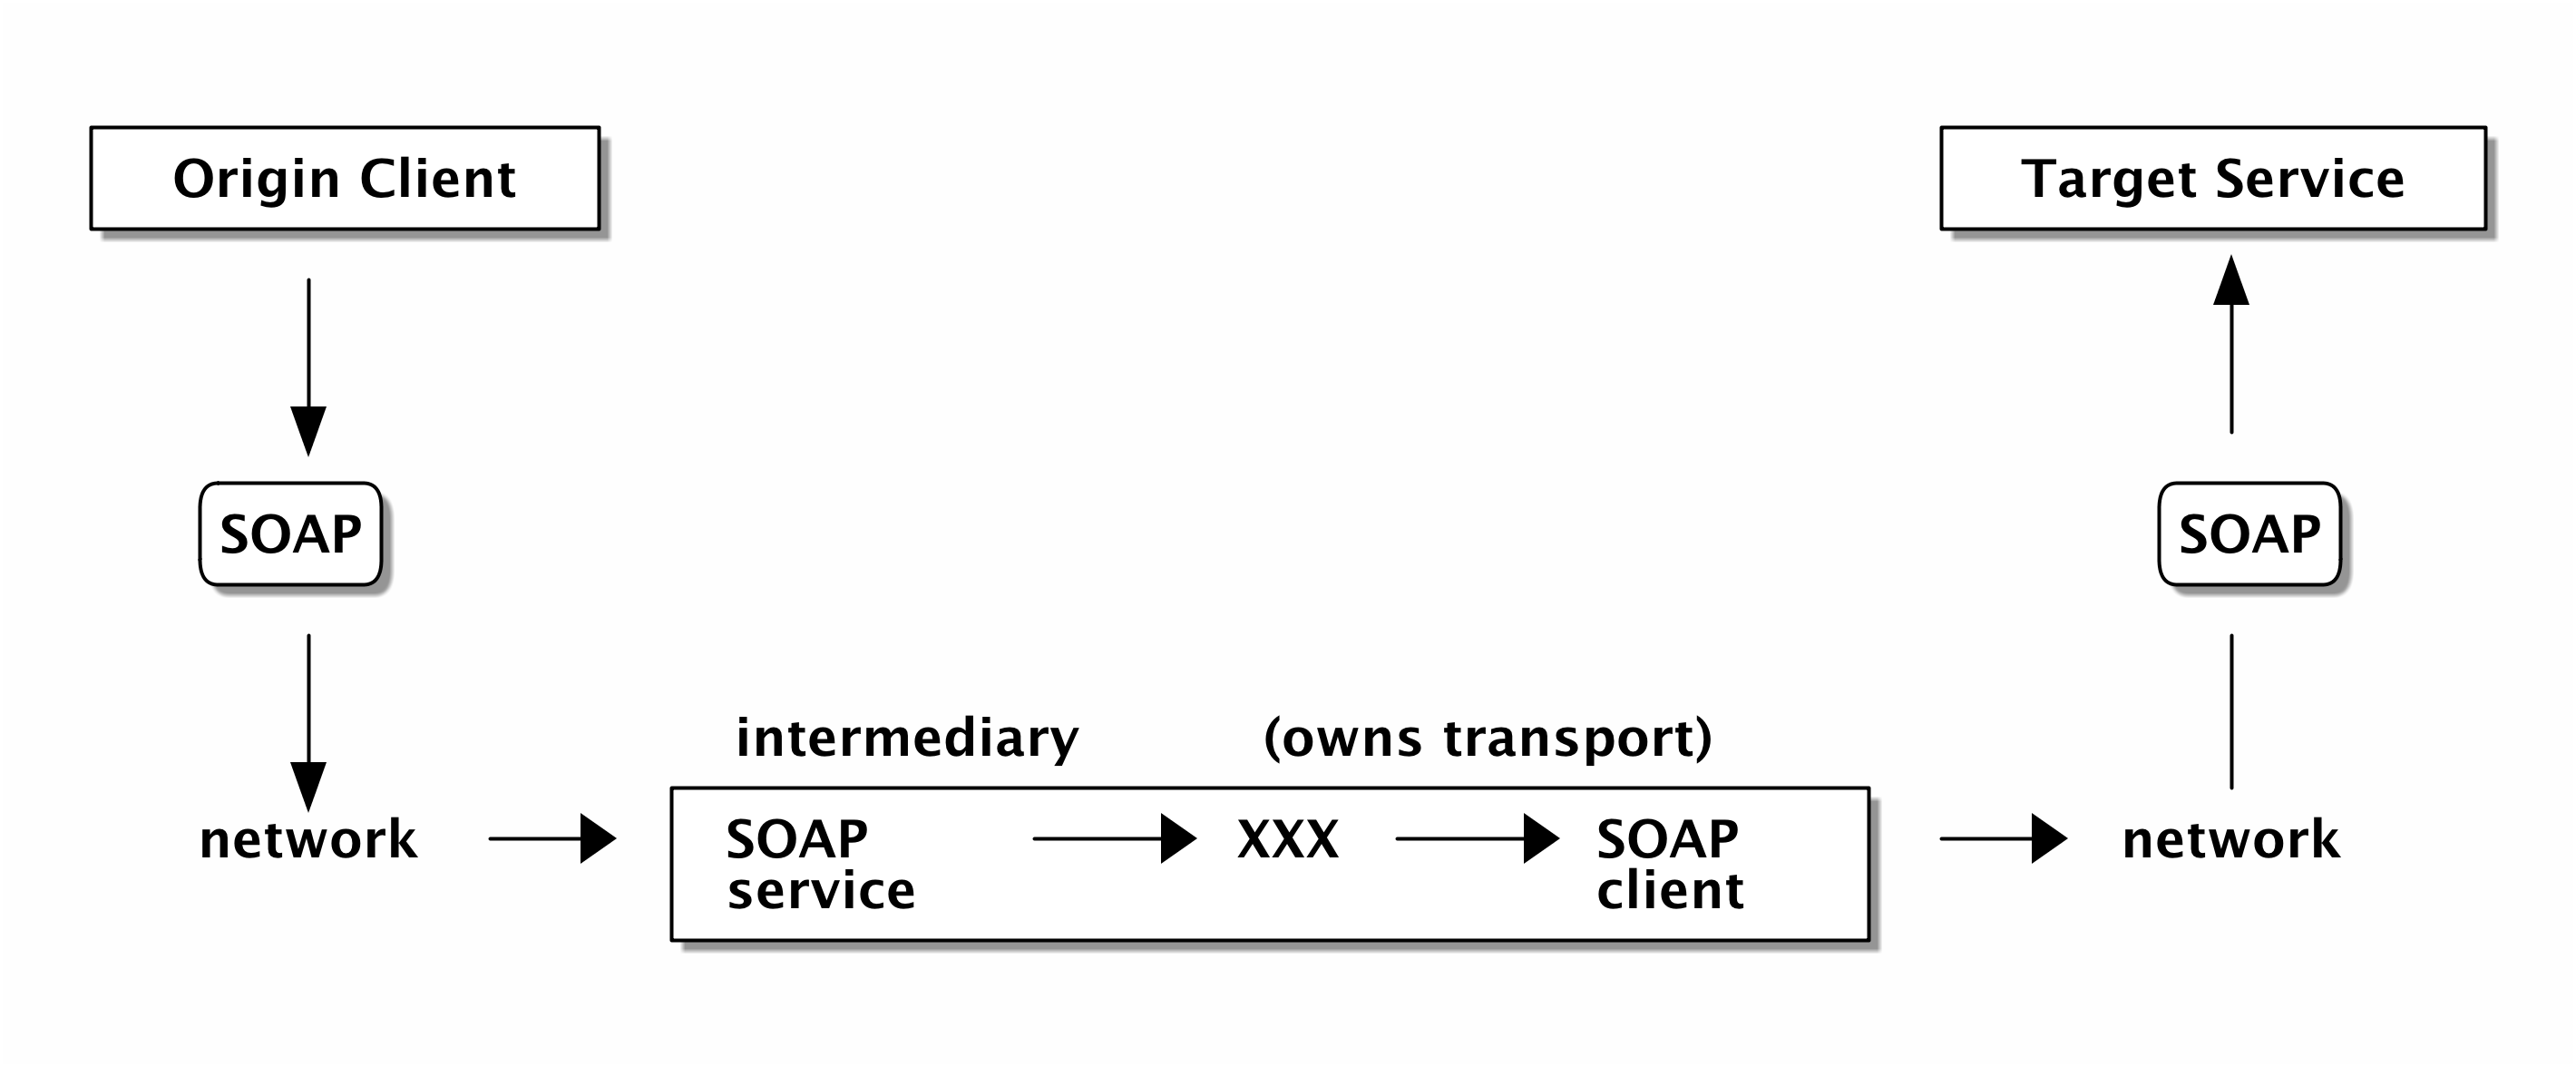 Origin Client
Target Service
SOAP
SOAP
intermediary (owns transport)
network
SOAP
service
XXX
SOAP
client
network